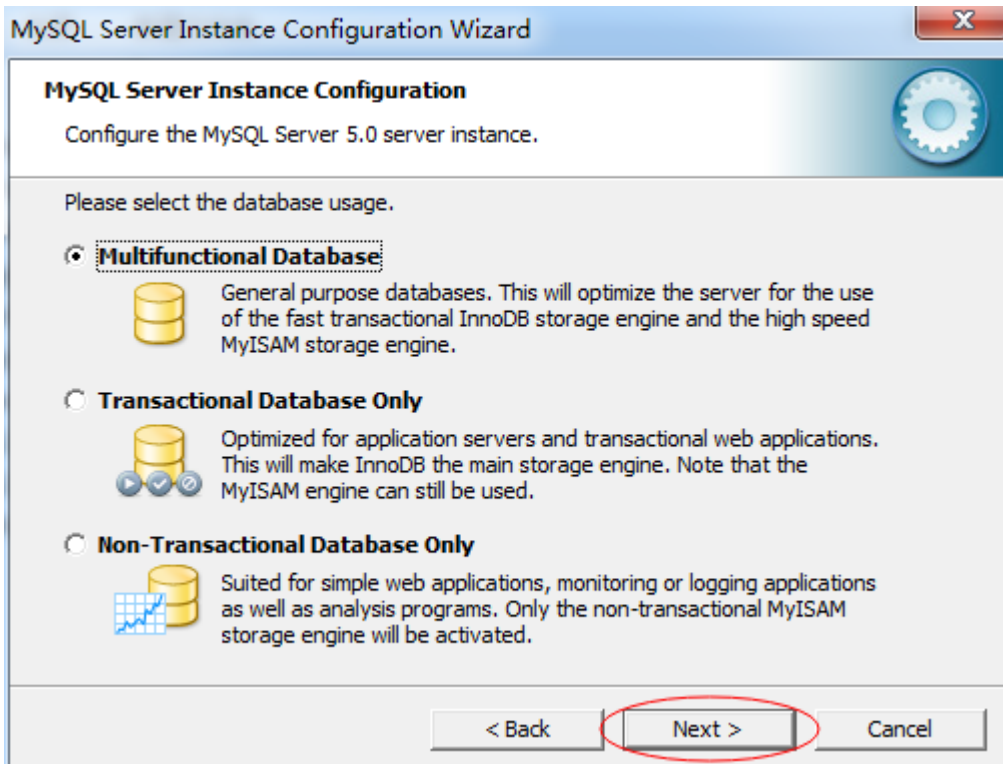 MySQL Server Instance Configuration Wizard
MySQL Server Instance Configuration
Configure the MySQL Server 5.0 server instance.
Please select the database usage.
Multifunctional Database
General purpose databases. This will optimize the server for the use
of the fast transactional InnoDB storage engine and the high speed
MyISAM storage engine.
Transactional Database Only
Optimized for application servers and transactional web applications.
This will make InnoDB the main storage engine. Note that the
MyISAM engine can still be used.
Non-Transactional Database Only
Suited for simple web applications, monitoring or logging applications
as well as analysis programs. Only the non-transactional MyISAM
storage engine will be activated.
< Back Next > Cancel